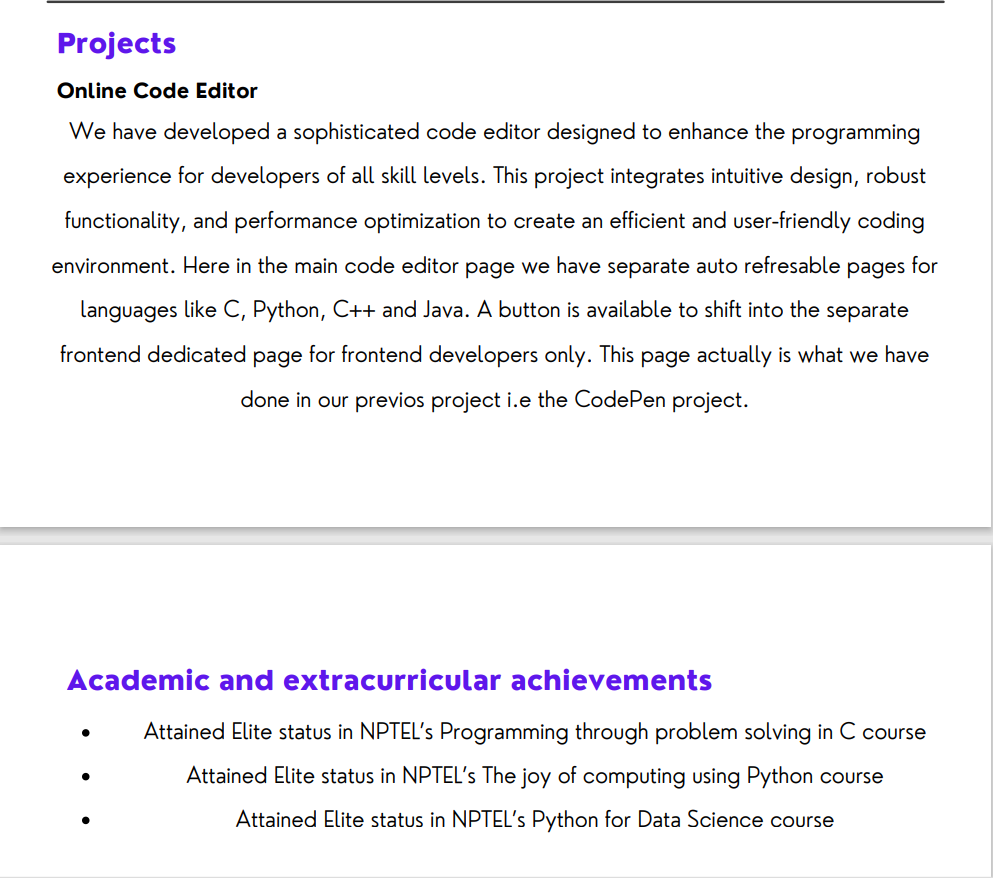 Projects
Online Code Editor
We have developed a sophisticated code editor designed to enhance the programming
experience for developers of all skill levels. This project integrates intuitive design, robust
functionality, and performance optimization to create an efficient and user-friendly coding
environment. Here in the main code editor page we have separate auto refresable pages for
languages like C, Python, C++ and Java. A button is available to shift into the separate
frontend dedicated page for frontend developers only. This page actually is what we have
done in our previos project i.e the CodePen project.
Academic and extracurricular achievements
• Attained Elite status in NPTEL’s Programming through problem solving in C course
• Attained Elite status in NPTEL’s The joy of computing using Python course
• Attained Elite status in NPTEL’s Python for Data Science course